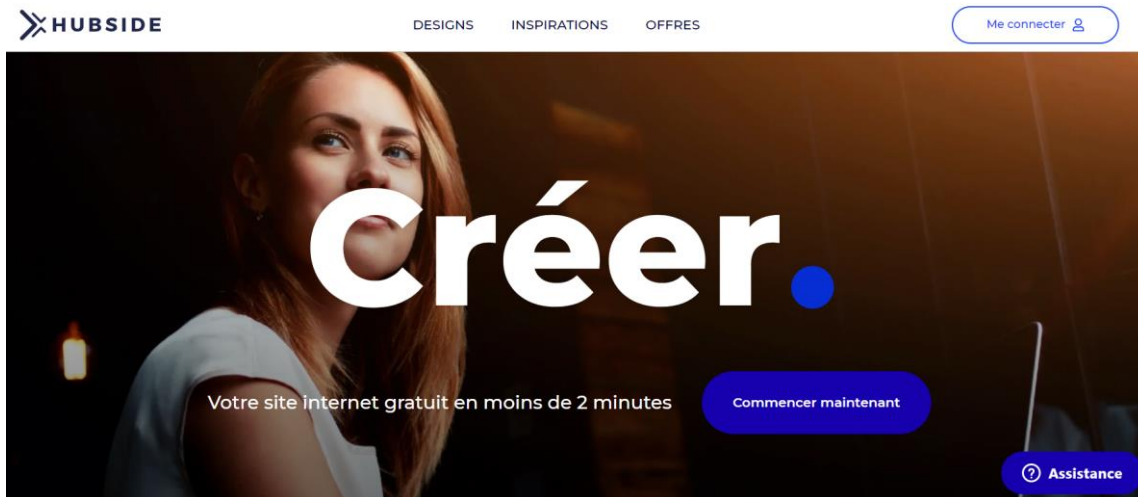 HUBSIDE
DESIGNS INSPIRATIONS OFFRES
Me connecter
Créer.
Votre site internet gratuit en moins de 2 minutes
Commencer maintenant
Assistance